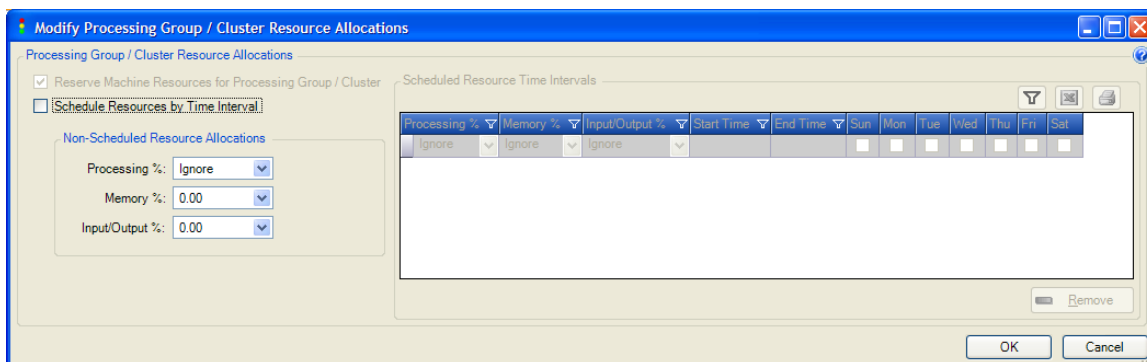 Modify Processing Group / Cluster Resource Allocations
Processing Group / Cluster Resource Allocations
Reserve Machine Resources for Processing Group / Cluster
Schedule Resources by Time Interval
Non-Scheduled Resource Allocations
Processing %: Ignore
Memory %: 0.00
Input/Output %: 0.00
Scheduled Resource Time Intervals
Processing % Memory % Input/Output % Start Time End Time Sun Mon Tue Wed Thu Fri Sat
Ignore Ignore Ignore
Remove
OK Cancel